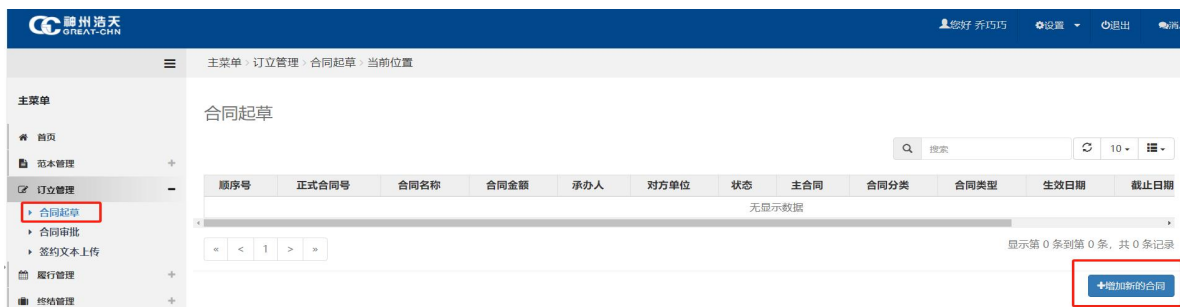 神州浩天
GREAT-CHN
您好 乔巧巧 设置 退出
主菜单 > 订立管理 > 合同起草 > 当前位置
主菜单
合同起草
首页
搜索 10
范本管理 +
订立管理 -
顺序号 正式合同号 合同名称 合同金额 承办人 对方单位 状态 主合同 合同分类 合同类型 生效日期 截止日期
合同起草
无显示数据
合同审批
签约文本上传
« < 1 > »
显示第 0 条到第 0 条，共 0 条记录
履行管理 +
+增加新的合同
终结管理 +